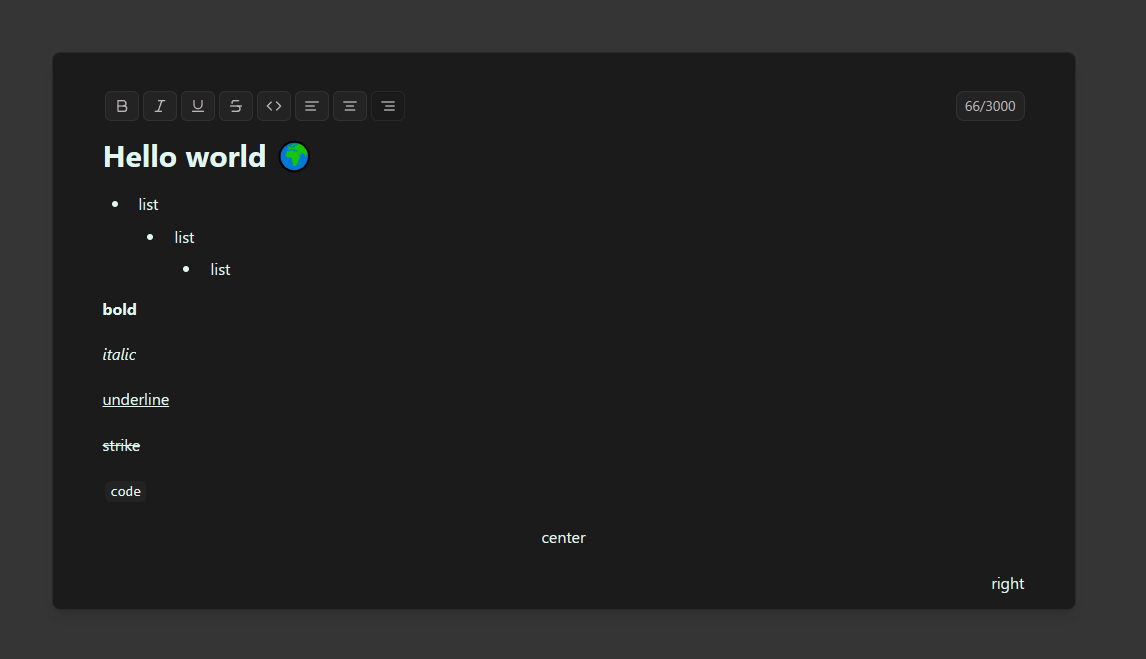 B I U S <>
66/3000
Hello world 🌍
list
list
list
bold
italic
underline
strike
code
center
right